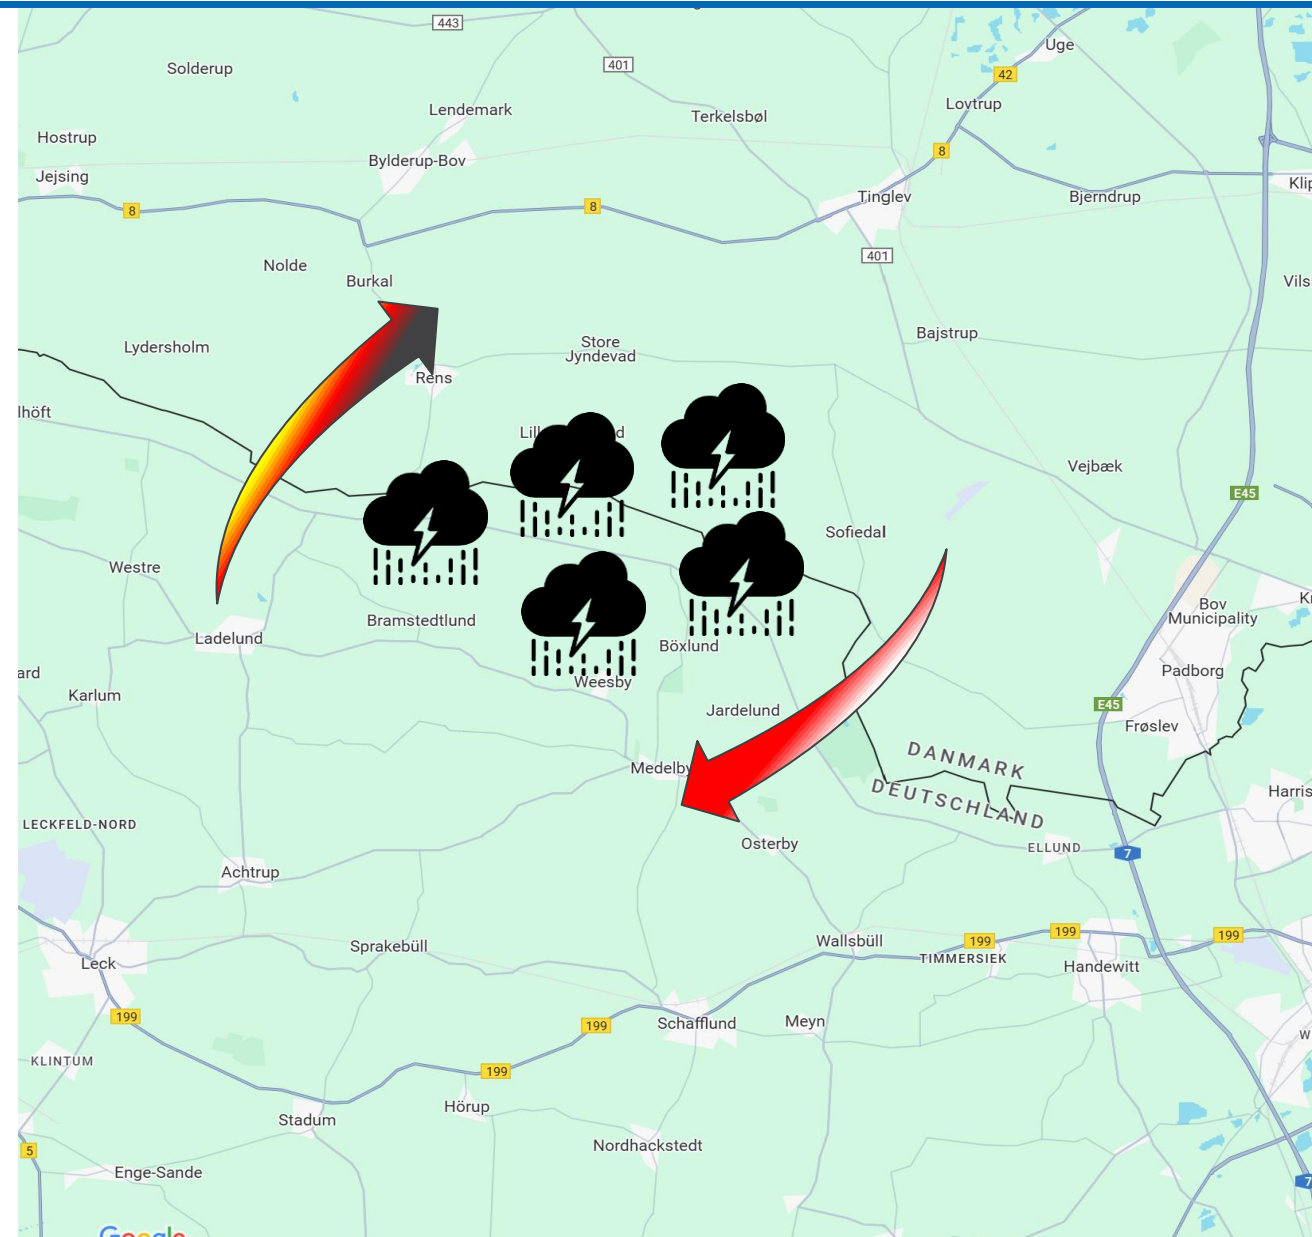 443
Solderup
401
Uge
42
Lendemark
Lovtrup
Terkelsbøl
Hostrup
8
Bylderup-Bov
Jejsing
Tinglev
Bjerndrup
8
8
401
Nolde
Burkal
Vils
Bajstrup
Lydersholm
Store
Jyndevad
Rens
lhöft
Vejbæk
E45
Sofiedal
Westre
Bov
Municipality
Bramstedtlund
Ladelund
Böxlund
ard
Padborg
Weesby
Karlum
E45
Jardelund
Frøslev
DANMARK
Medelby
DEUTSCHLAND
Harris
LECKFELD-NORD
Osterby
ELLUND
7
Achtrup
199
199
Wallsbüll
199
Sprakebüll
TIMMERSIEK
Leck
Handewitt
199
199
Schafflund
Meyn
W
KLINTUM
199
Hörup
Stadum
Nordhackstedt
5
Enge-Sande
7
Google